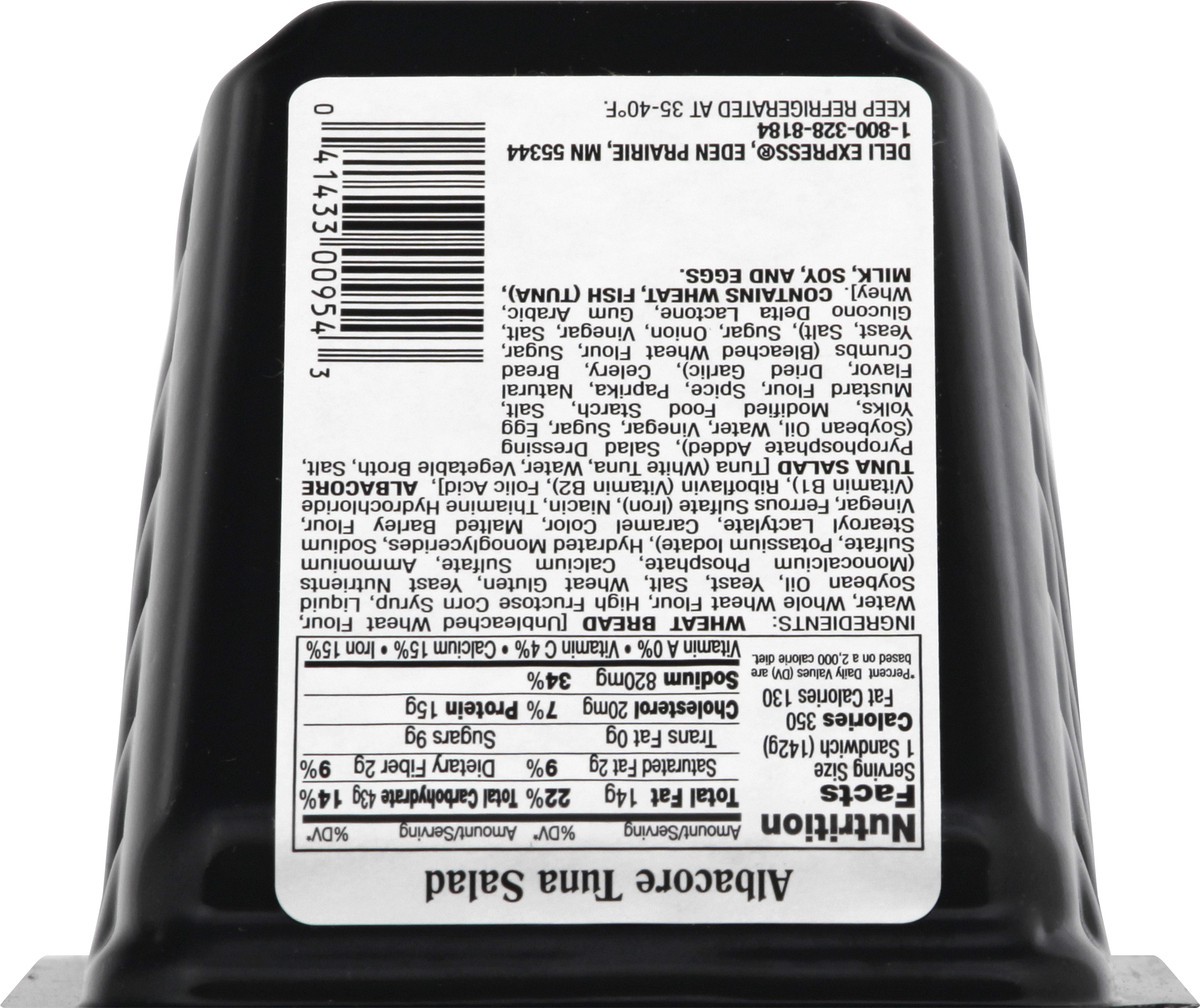 Albacore Tuna Salad
Nutrition
Facts
Serving Size
1 Sandwich (142g)
Calories 350
Fat Calories 130
*Percent Daily Values (DV) are
based on a 2,000 calorie diet.
Amount/Serving %DV* Amount/Serving %DV*
Total Fat 14g 22% Total Carbohydrate 43g 14%
Saturated Fat 2g 9% Dietary Fiber 2g 9%
Trans Fat 0g Sugars 9g
Cholesterol 20mg 7% Protein 15g
Sodium 820mg 34%
Vitamin A 0% • Vitamin C 4% • Calcium 15% • Iron 15%
INGREDIENTS: WHEAT BREAD [Unbleached Wheat Flour,
Water, Whole Wheat Flour, High Fructose Corn Syrup, Liquid
Soybean Oil, Yeast, Salt, Wheat Gluten, Yeast Nutrients
(Monocalcium Phosphate, Calcium Sulfate, Ammonium
Sulfate, Potassium Iodate), Hydrated Monoglycerides, Sodium
Stearoyl Lactylate, Caramel Color, Malted Barley Flour,
Vinegar, Ferrous Sulfate (Iron), Niacin, Thiamine Hydrochloride
(Vitamin B1), Riboflavin (Vitamin B2), Folic Acid], ALBACORE
TUNA SALAD [Tuna (White Tuna, Water, Vegetable Broth, Salt,
Pyrophosphate Added), Salad Dressing
(Soybean Oil, Water, Vinegar, Sugar, Egg
Yolks, Modified Food Starch, Salt,
Mustard Flour, Spice, Paprika, Natural
Flavor, Dried Garlic), Celery, Bread
Crumbs (Bleached Wheat Flour, Sugar,
Yeast, Salt), Sugar, Onion, Vinegar, Salt,
Glucono Delta Lactone, Gum Arabic,
Whey]. CONTAINS WHEAT, FISH (TUNA),
MILK, SOY, AND EGGS.
DELI EXPRESS®, EDEN PRAIRIE, MN 55344
1-800-328-8184
KEEP REFRIGERATED AT 35-40°F.
0 41433 00954 3